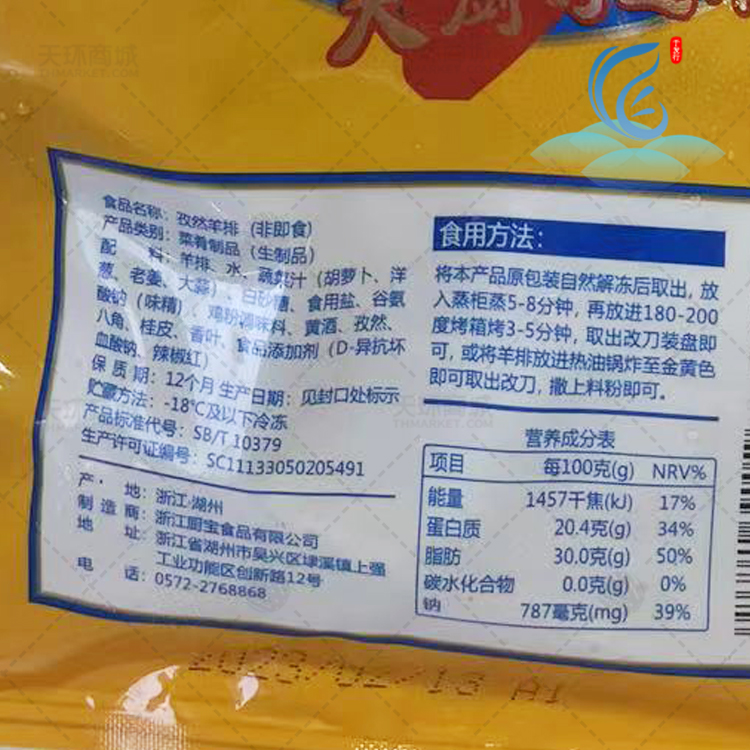 天环商城
THMARKET.COM
千天行
食品名称：孜然羊排（非即食）
产品类别：菜肴制品（生制品）
配 料：羊排、水、蔬菜汁（胡萝卜、洋
葱、老姜、大蒜）、白砂糖、食用盐、谷氨
酸钠（味精）、鸡粉调味料、黄酒、孜然、
八角、桂皮、香叶、食品添加剂（D-异抗坏
血酸钠、辣椒红）
保 质 期：12个月 生产日期：见封口处标示
贮藏方法：-18°C及以下冷冻
产品标准代号：SB/T 10379
生产许可证编号：SC11133050205491
产 地：浙江·湖州
制 造 商：浙江厨宝食品有限公司
地 址：浙江省湖州市吴兴区埭溪镇上强
工业功能区创新路12号
电 话：0572-2768868
食用方法：
将本产品原包装自然解冻后取出，放
入蒸柜蒸5-8分钟，再放进180-200
度烤箱烤3-5分钟，取出改刀装盘即
可，或将羊排放进热油锅炸至金黄色
即可取出改刀，撒上料粉即可。
营养成分表
项目 每100克(g) NRV%
能量 1457千焦(kJ) 17%
蛋白质 20.4克(g) 34%
脂肪 30.0克(g) 50%
碳水化合物 0.0克(g) 0%
钠 787毫克(mg) 39%
天环商城
THMARKET.COM
2023/02/13 A1